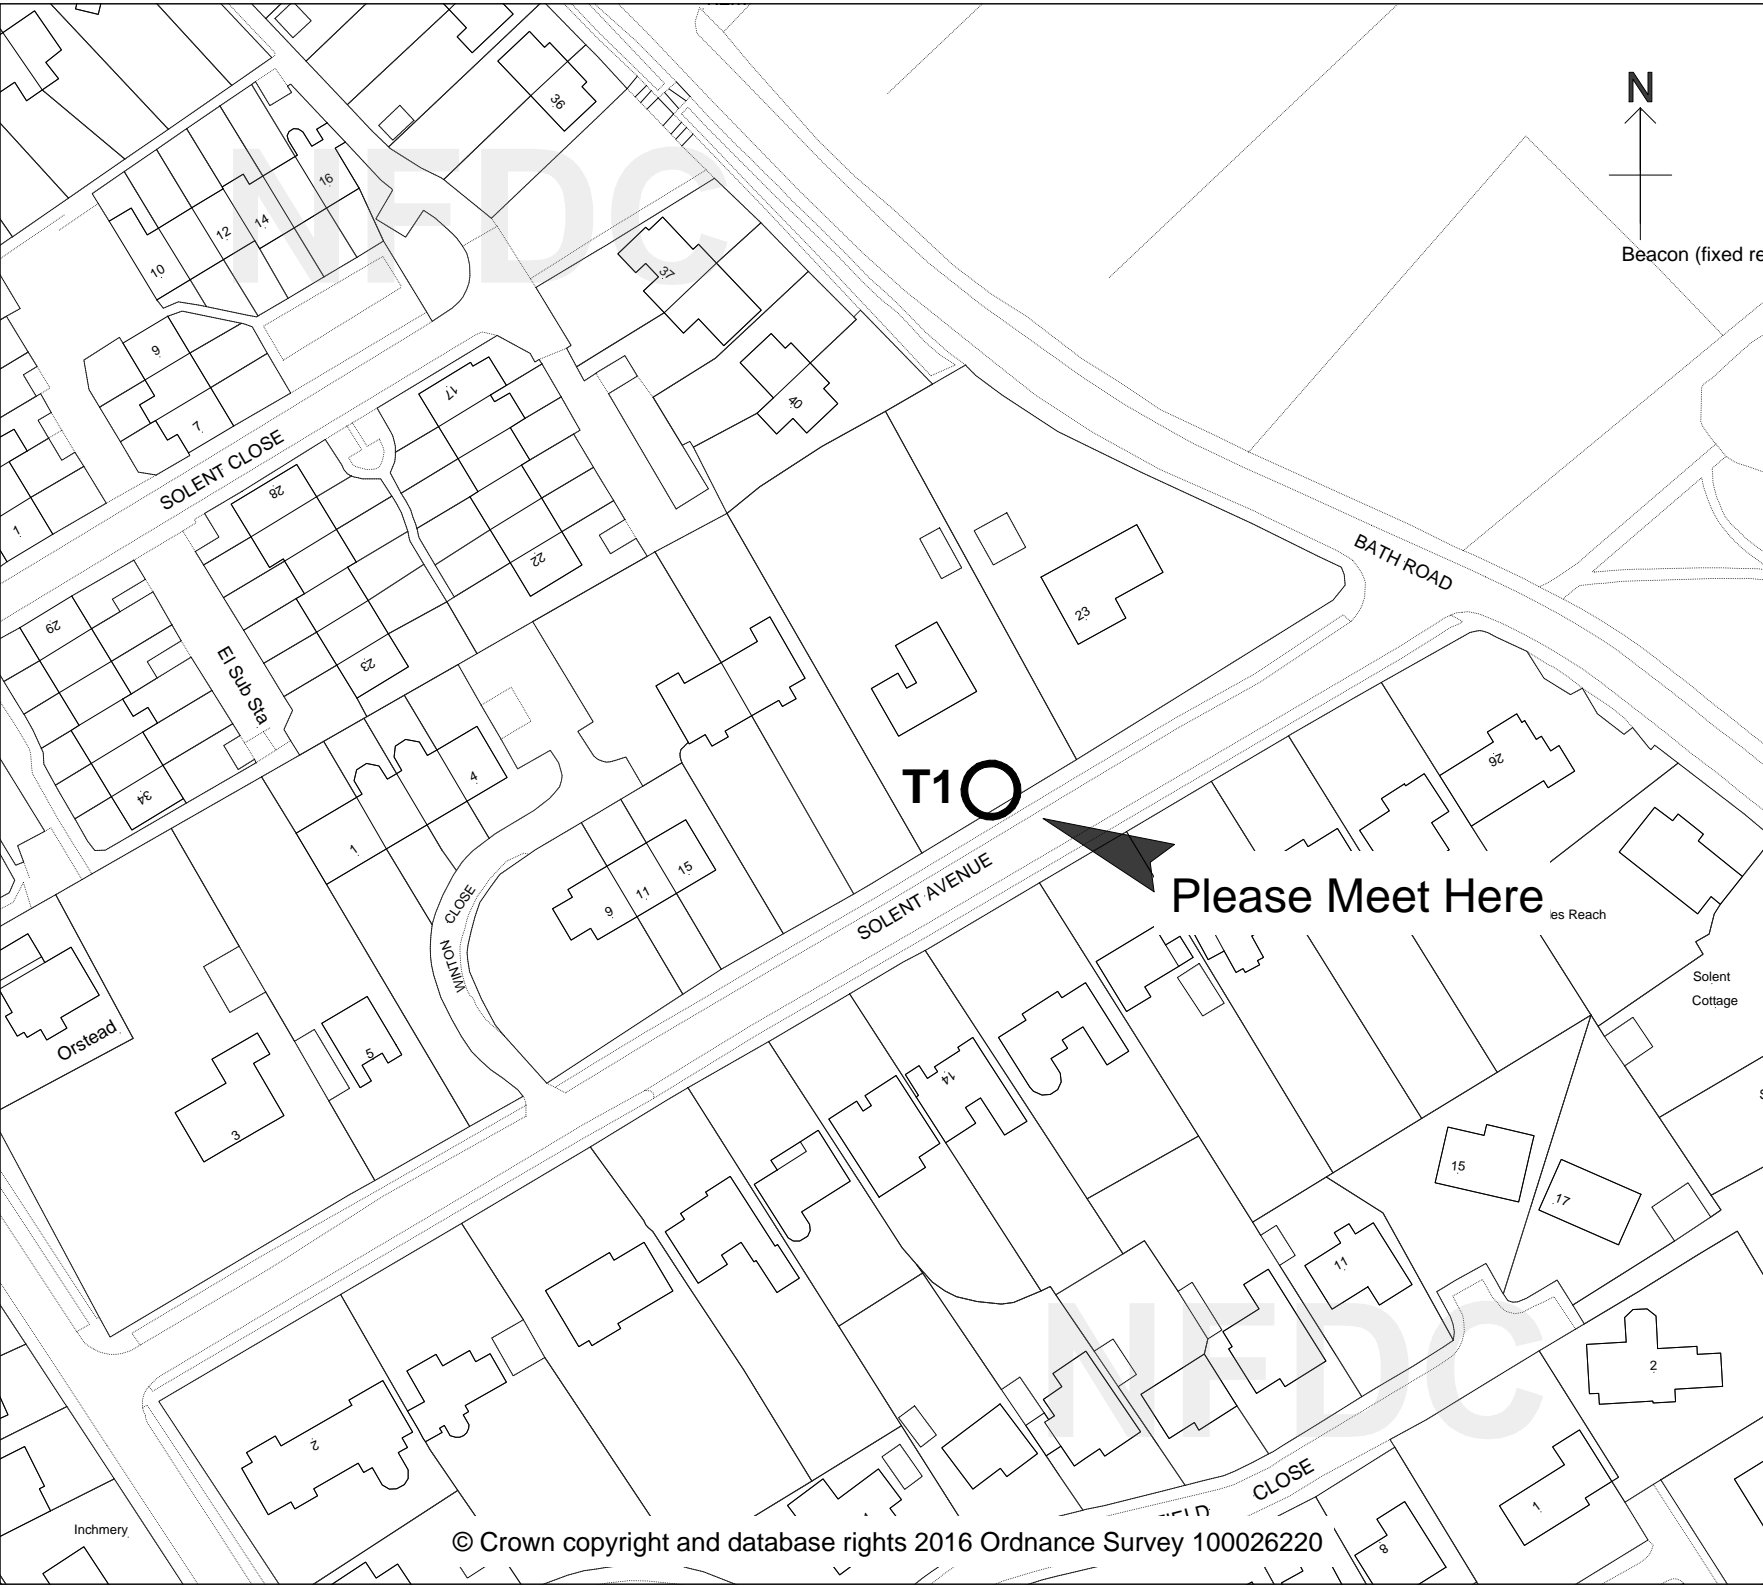 N
Beacon (fixed re
NFDC
36
16
14
12
10
37
9
7
17
40
SOLENT CLOSE
28
1
22
29
23
El Sub Sta
34
BATH ROAD
23
4
1
26
T1
15
11
9
WINTON CLOSE
SOLENT AVENUE
Please Meet Here
les Reach
Solent
Cottage
Orstead
5
3
14
15
17
11
NFDC
2
2
CLOSE
1
8
Inchmery
© Crown copyright and database rights 2016 Ordnance Survey 100026220